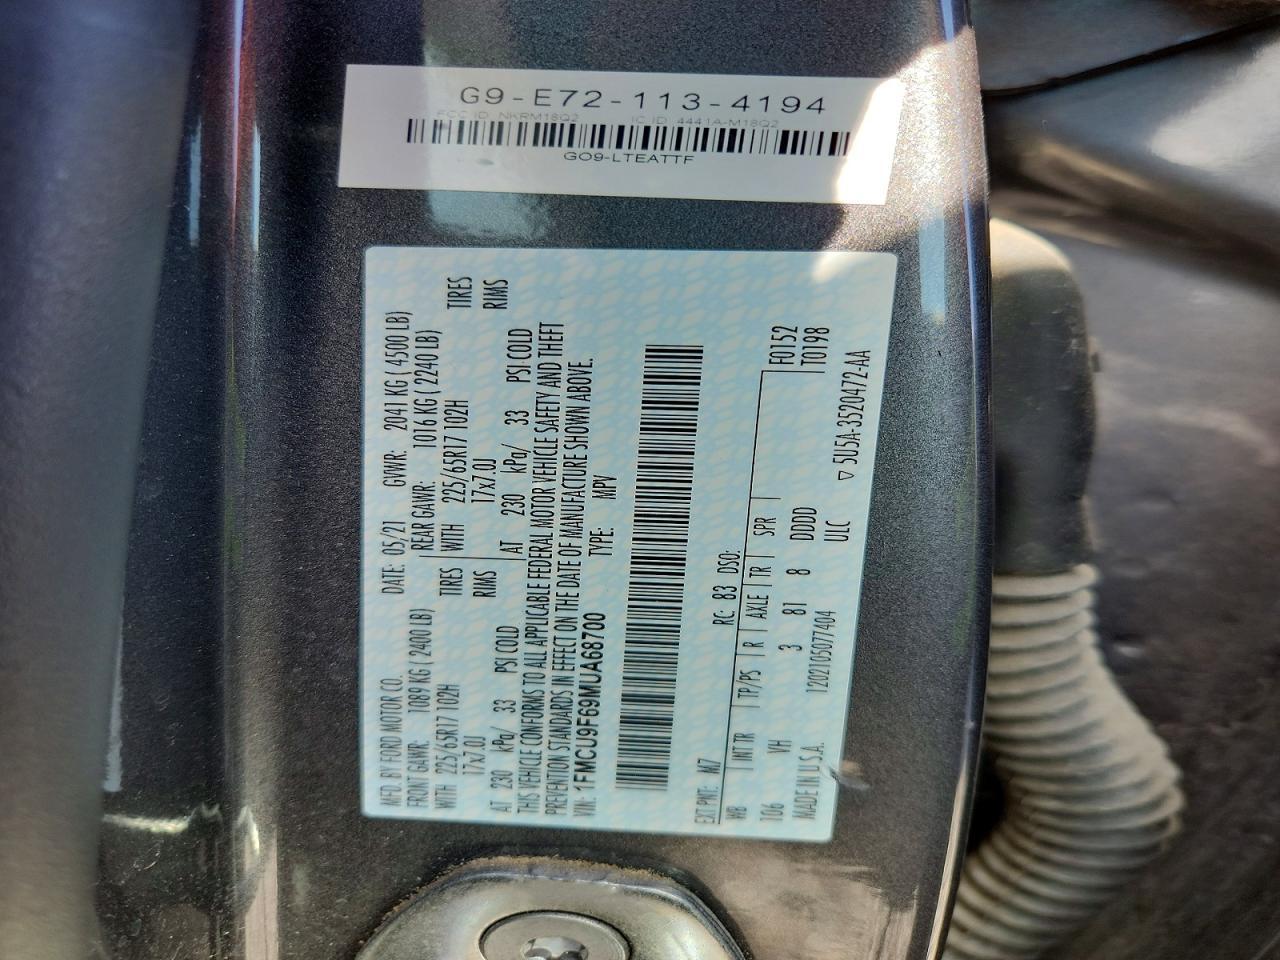 G9-E72-113-4194
FCC ID NKRM18Q2 IC ID 4441A-M18Q2
GO9-LTEATTF
MFD. BY FORD MOTOR CO. DATE: 05/21 GVWR: 2041 KG ( 4500 LB)
FRONT GAWR: 1089 KG ( 2400 LB) REAR GAWR: 1016 KG ( 2240 LB)
WITH 225/65R17 102H TIRES WITH 225/65R17 102H TIRES
17x7.0J RIMS 17x7.0J RIMS
AT 230 kPa/ 33 PSI COLD AT 230 kPa/ 33 PSI COLD
THIS VEHICLE CONFORMS TO ALL APPLICABLE FEDERAL MOTOR VEHICLE SAFETY AND THEFT
PREVENTION STANDARDS IN EFFECT ON THE DATE OF MANUFACTURE SHOWN ABOVE.
VIN: 1FMCU9F69MUA68700 TYPE: MPV
EXT PNT: M7 RC: B3 DSO: F0152
WB INT TR TP/PS R AXLE TR SPR T0198
106 VH 3 81 8 DDDD
MADE IN U.S.A. 1202105077404 ULC ▽ 5U5A-3520472-AA